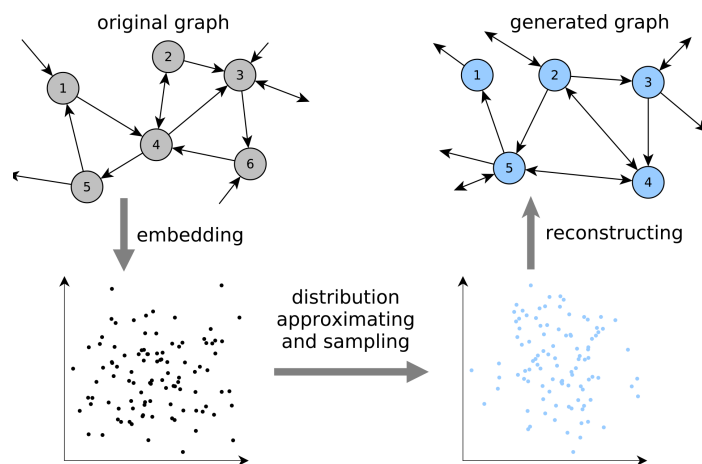 original graph
generated graph
1
2
3
4
5
6
1
2
3
4
5
embedding
reconstructing
distribution
approximating
and sampling